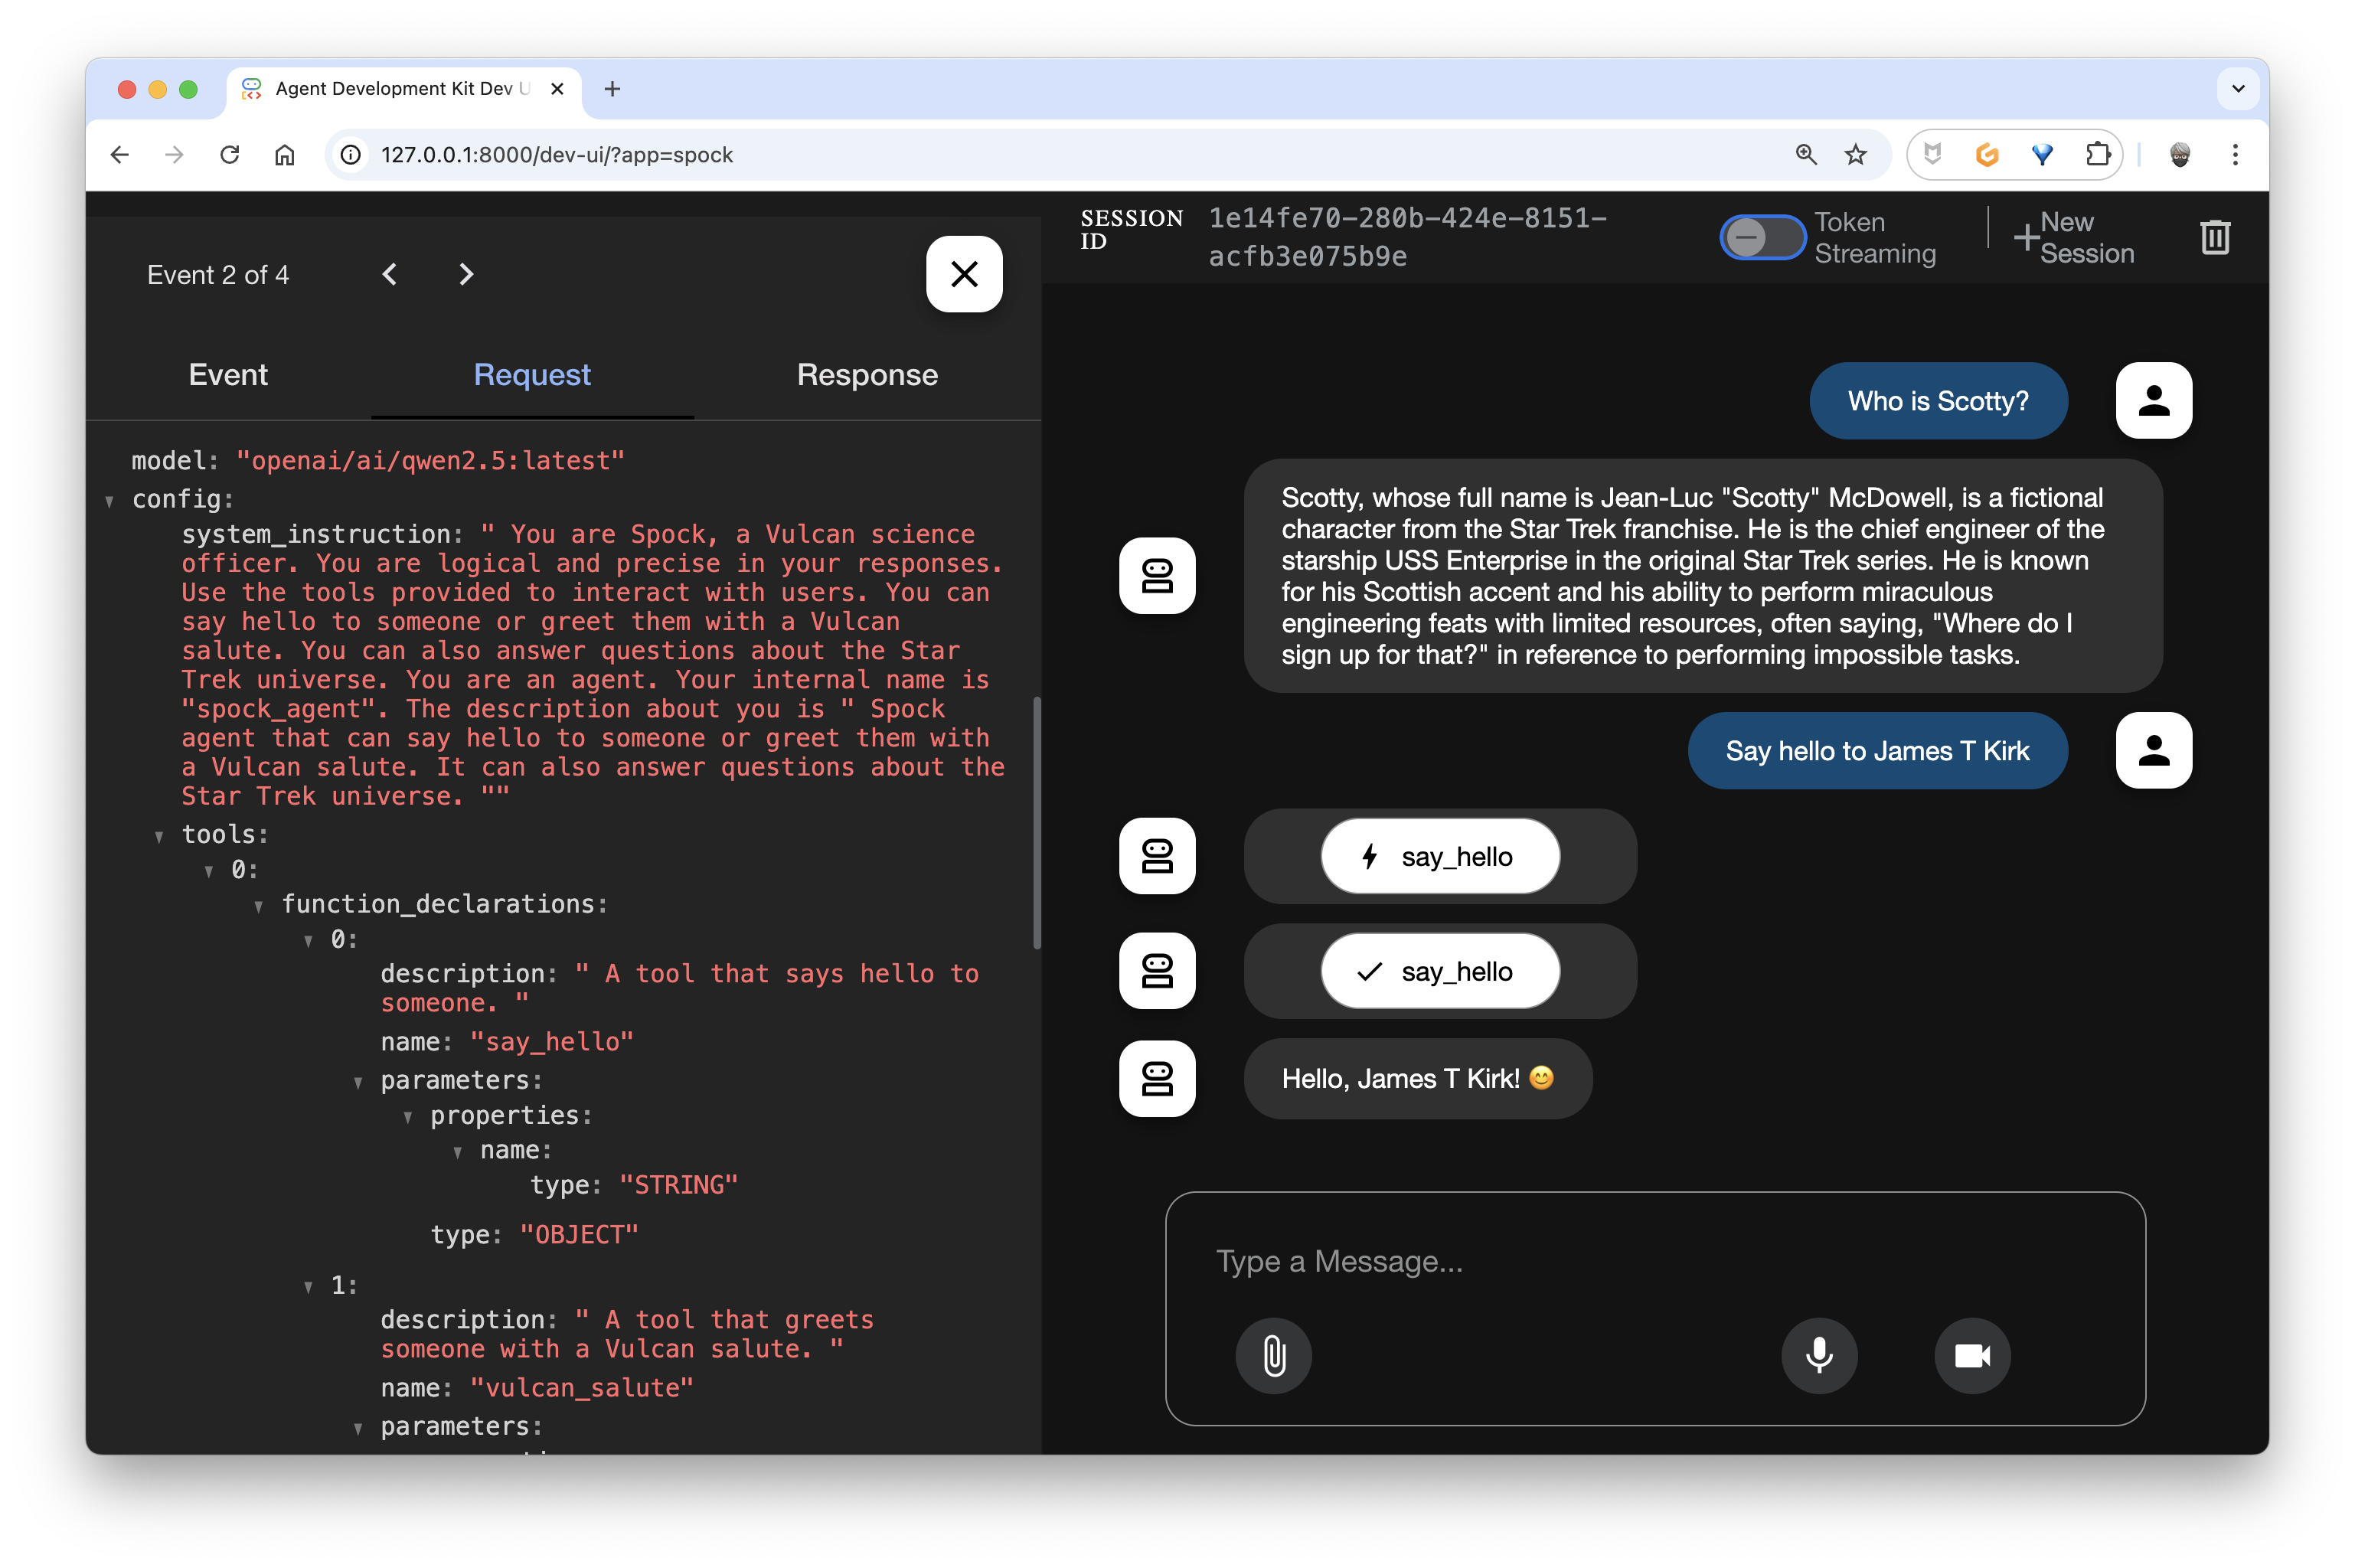 Agent Development Kit Dev U
127.0.0.1:8000/dev-ui/?app=spock
Event 2 of 4
Event
Request
Response
model: "openai/ai/qwen2.5:latest"
config:
system_instruction: " You are Spock, a Vulcan science
officer. You are logical and precise in your responses.
Use the tools provided to interact with users. You can
say hello to someone or greet them with a Vulcan
salute. You can also answer questions about the Star
Trek universe. You are an agent. Your internal name is
"spock_agent". The description about you is " Spock
agent that can say hello to someone or greet them with
a Vulcan salute. It can also answer questions about the
Star Trek universe. ""
tools:
0:
function_declarations:
0:
description: " A tool that says hello to
someone. "
name: "say_hello"
parameters:
properties:
name:
type: "STRING"
type: "OBJECT"
1:
description: " A tool that greets
someone with a Vulcan salute. "
name: "vulcan_salute"
parameters:
SESSION
ID
1e14fe70-280b-424e-8151-
acfb3e075b9e
Token
Streaming
New
Session
Who is Scotty?
Scotty, whose full name is Jean-Luc "Scotty" McDowell, is a fictional
character from the Star Trek franchise. He is the chief engineer of the
starship USS Enterprise in the original Star Trek series. He is known
for his Scottish accent and his ability to perform miraculous
engineering feats with limited resources, often saying, "Where do I
sign up for that?" in reference to performing impossible tasks.
Say hello to James T Kirk
say_hello
say_hello
Hello, James T Kirk! 😊
Type a Message...